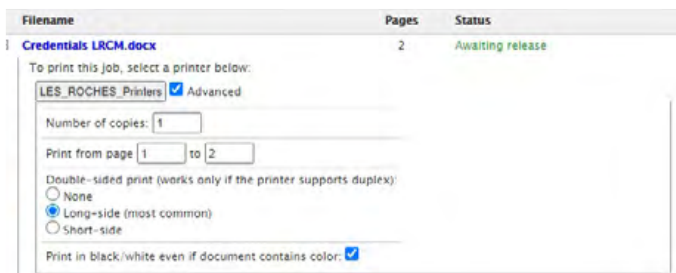 Filename Pages Status
Credentials LRCM.docx 2 Awaiting release
To print this job, select a printer below:
LES_ROCHES_Printers Advanced
Number of copies: 1
Print from page 1 to 2
Double-sided print (works only if the printer supports duplex):
None
Long-side (most common)
Short-side
Print in black/white even if document contains color: